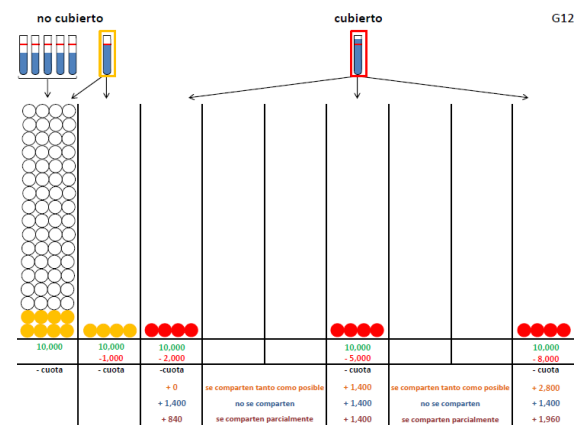 no cubierto cubierto G12
10,000 10,000 10,000 10,000 10,000
-1,000 - 2,000 -5,000 - 8,000
- cuota - cuota -cuota - cuota - cuota
+ 0 se comparten tanto como posible + 1,400 se comparten tanto como posible + 2,800
+ 1,400 no se comparten + 1,400 no se comparten + 1,400
+ 840 se comparten parcialmente + 1,400 se comparten parcialmente + 1,960